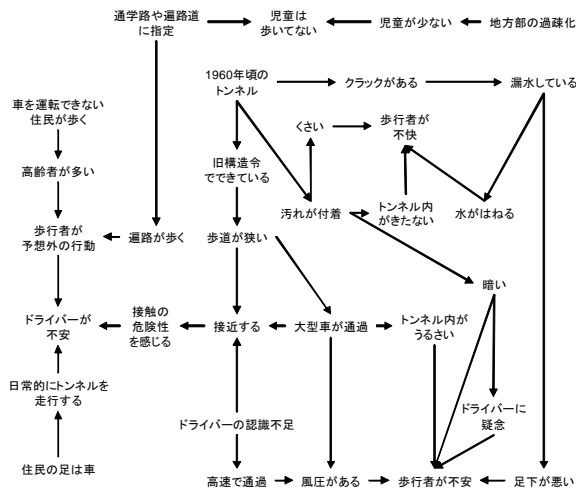 通学路や遍路道
に指定
児童は
歩いてない
児童が少ない
地方部の過疎化
1960年頃の
トンネル
クラックがある
漏水している
車を運転できない
住民が歩く
くさい
歩行者が
不快
高齢者が多い
旧構造令
でできている
汚れが付着
トンネル内
がきたない
水がはねる
歩行者が
予想外の行動
遍路が歩く
歩道が狭い
暗い
ドライバーが
不安
接触の
危険性
を感じる
接近する
大型車が通過
トンネル内が
うるさい
日常的にトンネルを
走行する
ドライバーの認識不足
ドライバーに
疑念
住民の足は車
高速で通過
風圧がある
歩行者が不安
足下が悪い